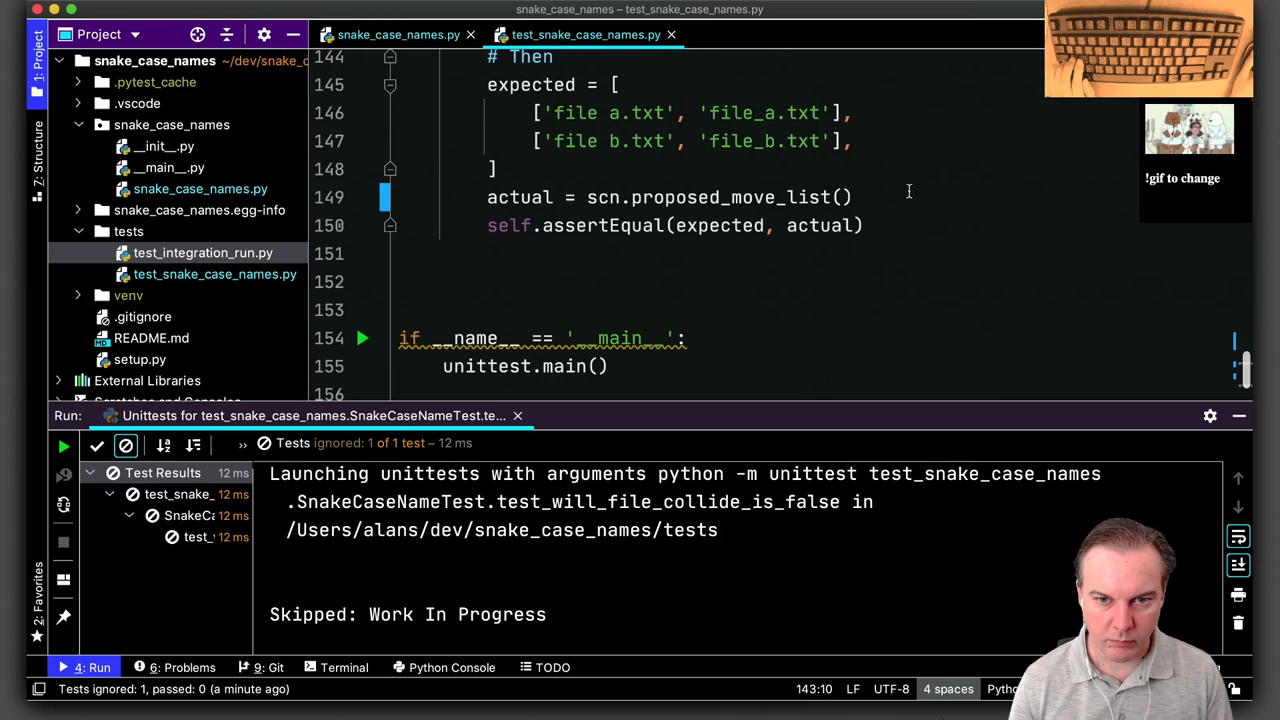 snake_case_names – test_snake_case_names.py
Project
snake_case_names.py
test_snake_case_names.py
1: Project
7: Structure
2: Favorites
snake_case_names ~/dev/snake_c
.pytest_cache
.vscode
snake_case_names
__init__.py
__main__.py
snake_case_names.py
snake_case_names.egg-info
tests
test_integration_run.py
test_snake_case_names.py
venv
.gitignore
README.md
setup.py
External Libraries
144 # Then
145 expected = [
146 ['file a.txt', 'file_a.txt'],
147 ['file b.txt', 'file_b.txt'],
148 ]
149 actual = scn.proposed_move_list()
150 self.assertEqual(expected, actual)
151
152
153
154 if __name__ == '__main__':
155 unittest.main()
156
!gif to change
Run: Unittests for test_snake_case_names.SnakeCaseNameTest.te...
Tests ignored: 1 of 1 test – 12 ms
Test Results 12 ms
test_snake_ 12 ms
SnakeCa 12 ms
test_ 12 ms
Launching unittests with arguments python -m unittest test_snake_case_names
.SnakeCaseNameTest.test_will_file_collide_is_false in
/Users/alans/dev/snake_case_names/tests
Skipped: Work In Progress
4: Run
6: Problems
9: Git
Terminal
Python Console
TODO
Tests ignored: 1, passed: 0 (a minute ago)
143:10 LF UTF-8 4 spaces Pytho